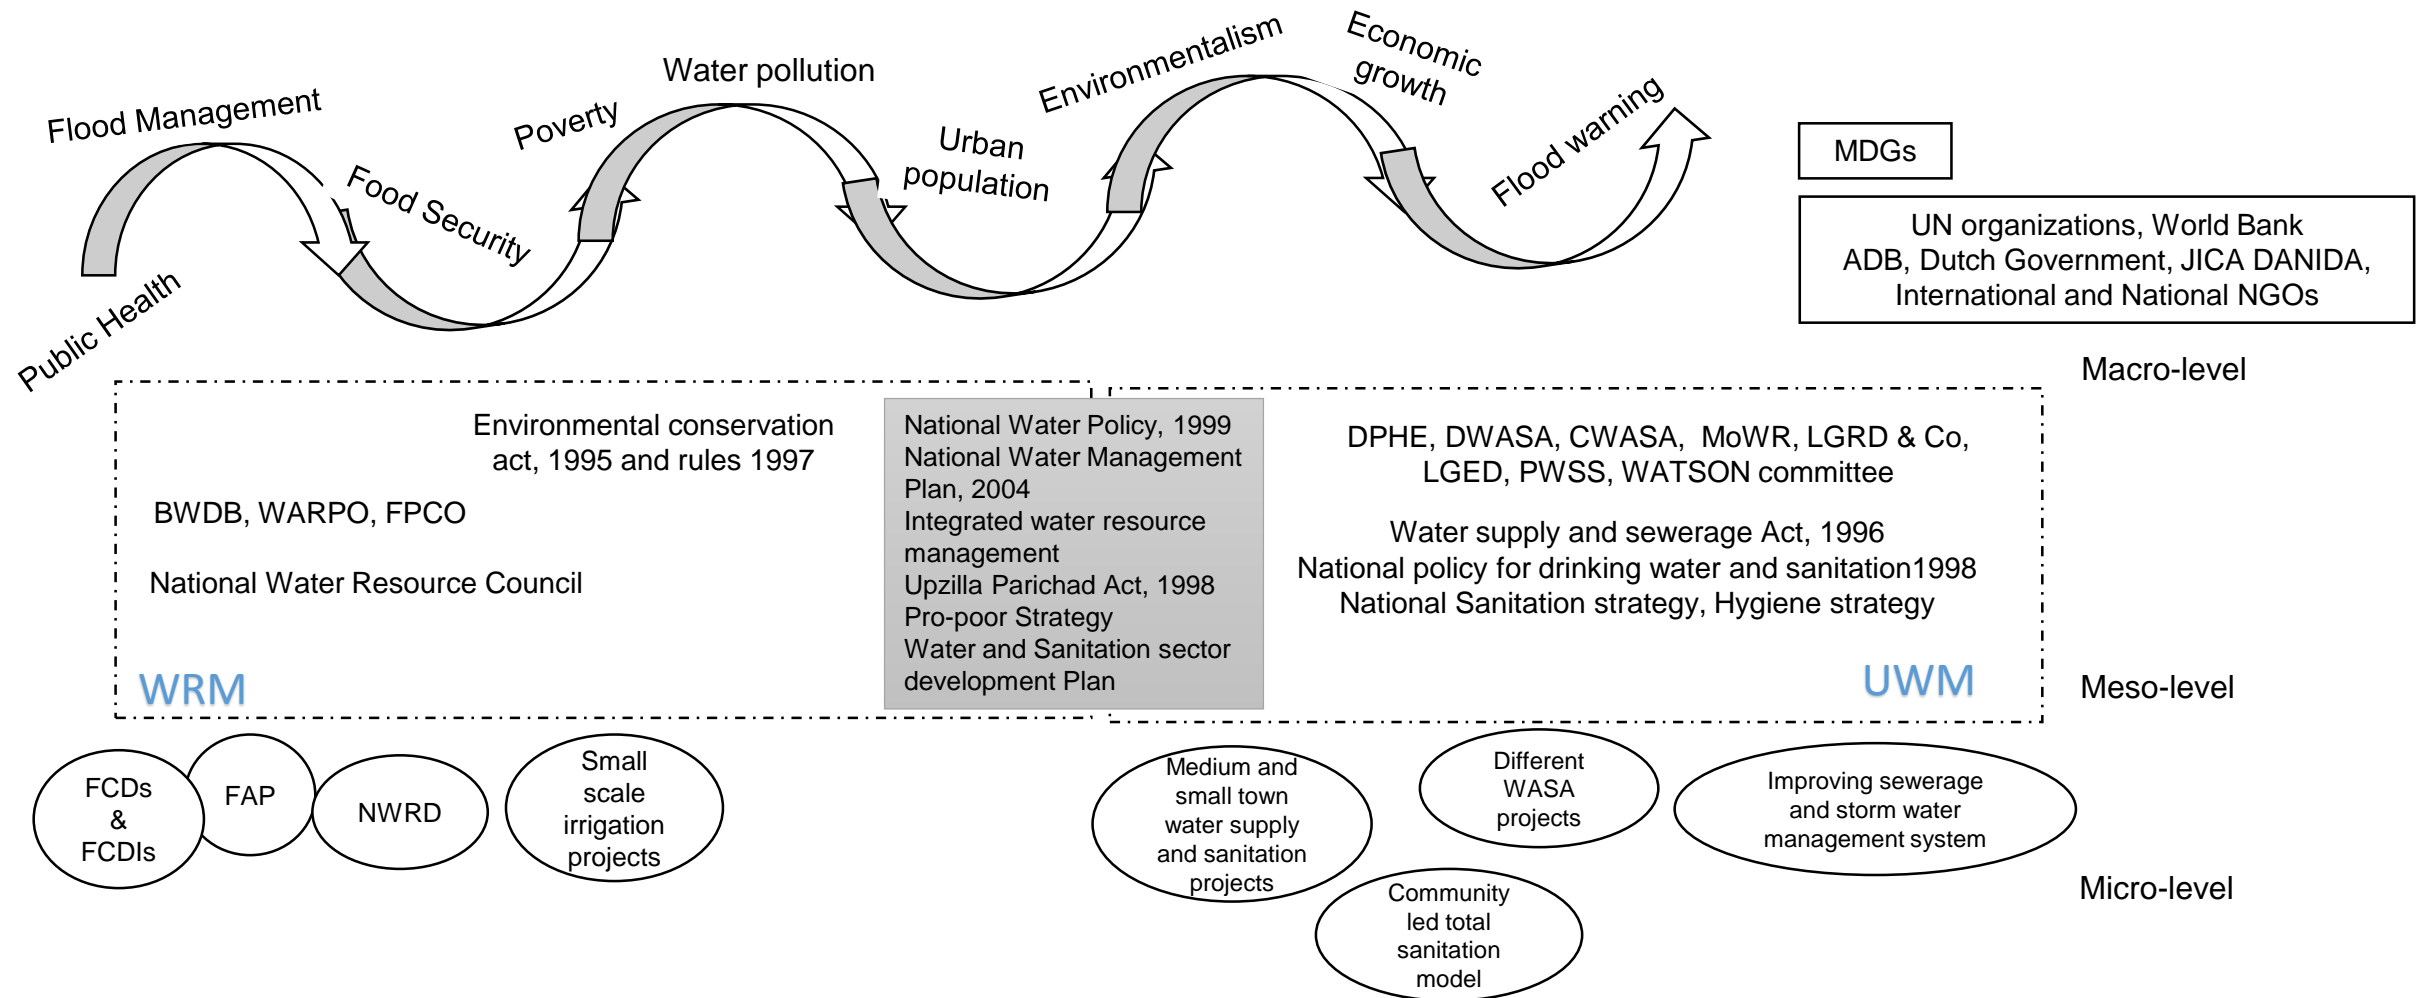 Flood Management
Public Health
Food Security
Poverty
Water pollution
Urban
population
Environmentalism
Economic
growth
Flood warning
MDGs
UN organizations, World Bank
ADB, Dutch Government, JICA DANIDA,
International and National NGOs
Macro-level
Environmental conservation
act, 1995 and rules 1997
BWDB, WARPO, FPCO
National Water Resource Council
WRM
National Water Policy, 1999
National Water Management
Plan, 2004
Integrated water resource
management
Upzilla Parichad Act, 1998
Pro-poor Strategy
Water and Sanitation sector
development Plan
DPHE, DWASA, CWASA, MoWR, LGRD & Co,
LGED, PWSS, WATSON committee
Water supply and sewerage Act, 1996
National policy for drinking water and sanitation1998
National Sanitation strategy, Hygiene strategy
UWM
Meso-level
FCDs
&
FCDIs
FAP
NWRD
Small
scale
irrigation
projects
Medium and
small town
water supply
and sanitation
projects
Different
WASA
projects
Improving sewerage
and storm water
management system
Community
led total
sanitation
model
Micro-level